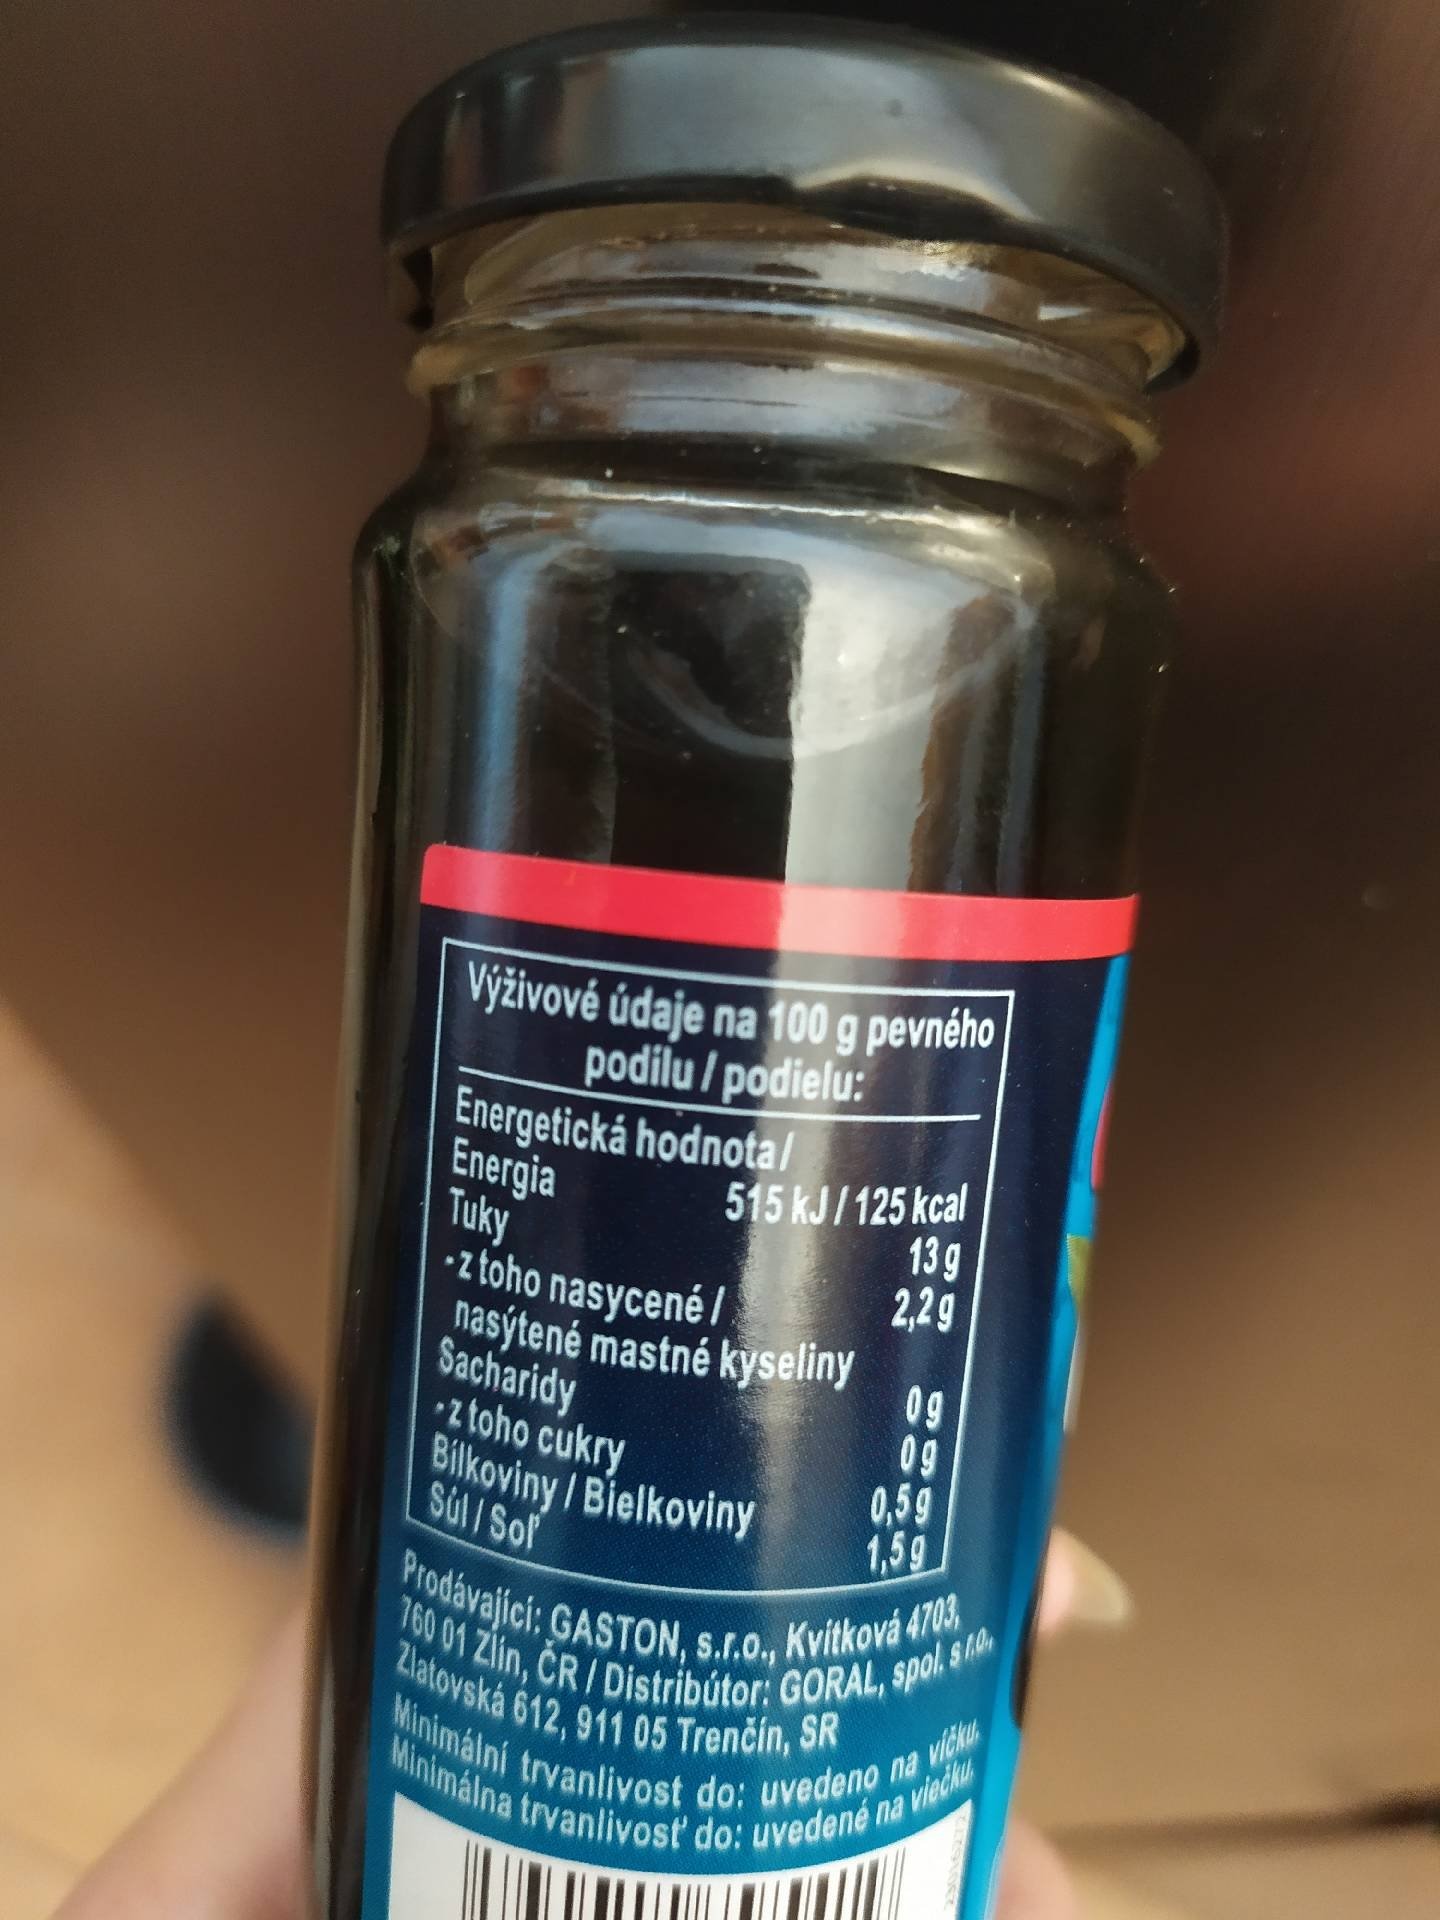 Výživové údaje na 100 g pevného
podílu / podielu:
Energetická hodnota /
Energia 515 kJ / 125 kcal
Tuky 13 g
- z toho nasycené / 2,2 g
nasýtené mastné kyseliny
Sacharidy 0 g
- z toho cukry 0 g
Bílkoviny / Bielkoviny 0,5 g
Sůl / Soľ 1,5 g
Prodávající: GASTON, s.r.o., Kvítková 4703,
760 01 Zlín, ČR / Distribútor: GORAL, spol. s r.o.,
Zlatovská 612, 911 05 Trenčín, SR
Minimální trvanlivost do: uvedeno na víčku.
Minimálna trvanlivosť do: uvedené na viečku.